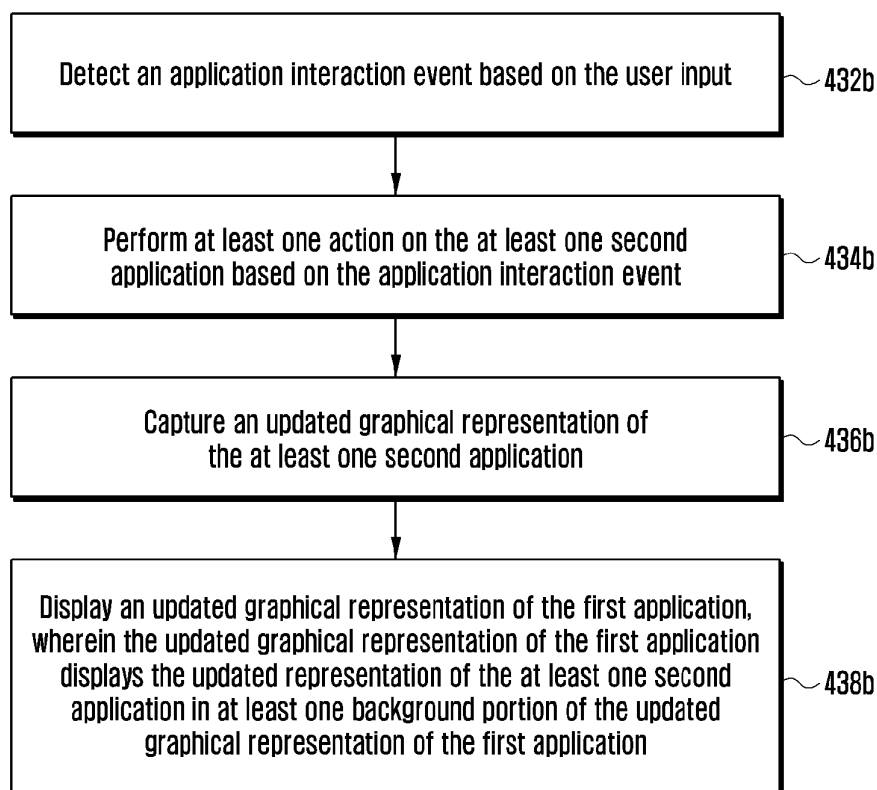 Detect an application interaction event based on the user input
432b
Perform at least one action on the at least one second
application based on the application interaction event
434b
Capture an updated graphical representation of
the at least one second application
436b
Display an updated graphical representation of the first application,
wherein the updated graphical representation of the first application
displays the updated representation of the at least one second
application in at least one background portion of the updated
graphical representation of the first application
438b